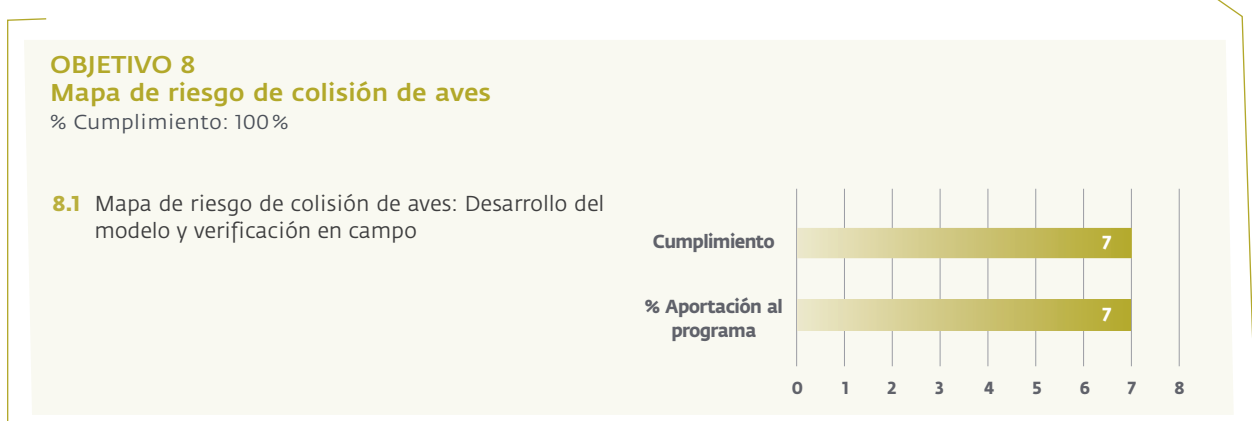 OBJETIVO 8
Mapa de riesgo de colisión de aves
% Cumplimiento: 100%
8.1 Mapa de riesgo de colisión de aves: Desarrollo del
modelo y verificación en campo
Cumplimiento
7
% Aportación al
programa
7
0 1 2 3 4 5 6 7 8